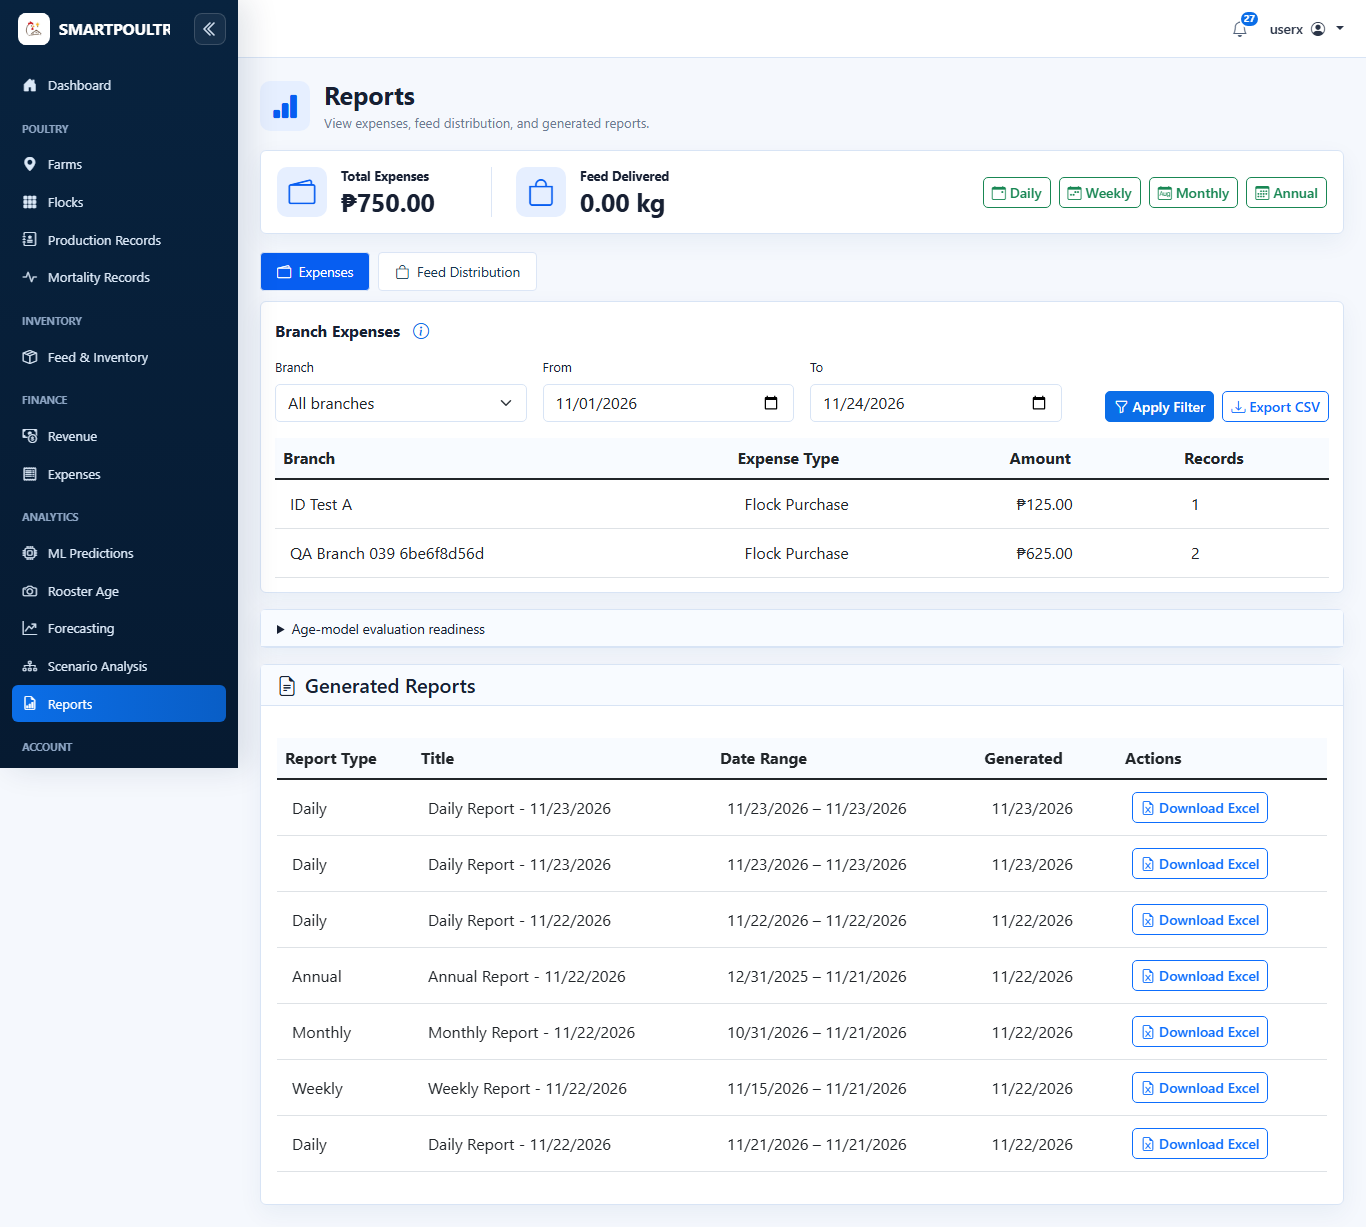 SMARTPOULTR
27
userx
Dashboard
POULTRY
Farms
Flocks
Production Records
Mortality Records
INVENTORY
Feed & Inventory
FINANCE
Revenue
Expenses
ANALYTICS
ML Predictions
Rooster Age
Forecasting
Scenario Analysis
Reports
ACCOUNT
Reports
View expenses, feed distribution, and generated reports.
Total Expenses
₱750.00
Feed Delivered
0.00 kg
Daily Weekly Monthly Annual
Expenses Feed Distribution
Branch Expenses
Branch From To
All branches 11/01/2026 11/24/2026 Apply Filter Export CSV
Branch Expense Type Amount Records
ID Test A Flock Purchase ₱125.00 1
QA Branch 039 6be6f8d56d Flock Purchase ₱625.00 2
Age-model evaluation readiness
Generated Reports
Report Type Title Date Range Generated Actions
Daily Daily Report - 11/23/2026 11/23/2026 – 11/23/2026 11/23/2026 Download Excel
Daily Daily Report - 11/23/2026 11/23/2026 – 11/23/2026 11/23/2026 Download Excel
Daily Daily Report - 11/22/2026 11/22/2026 – 11/22/2026 11/22/2026 Download Excel
Annual Annual Report - 11/22/2026 12/31/2025 – 11/21/2026 11/22/2026 Download Excel
Monthly Monthly Report - 11/22/2026 10/31/2026 – 11/21/2026 11/22/2026 Download Excel
Weekly Weekly Report - 11/22/2026 11/15/2026 – 11/21/2026 11/22/2026 Download Excel
Daily Daily Report - 11/22/2026 11/21/2026 – 11/21/2026 11/22/2026 Download Excel